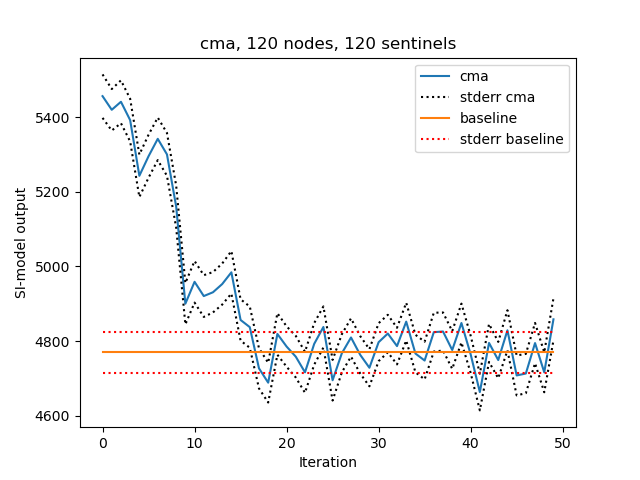 cma, 120 nodes, 120 sentinels
cma
stderr cma
baseline
stderr baseline
SI-model output
5400
5200
5000
4800
4600
0 10 20 30 40 50
Iteration